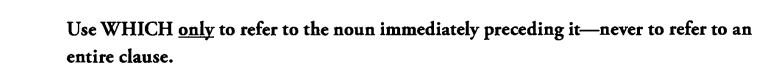 Use WHICH only to refer to the noun immediately preceding it—never to refer to an
entire clause.